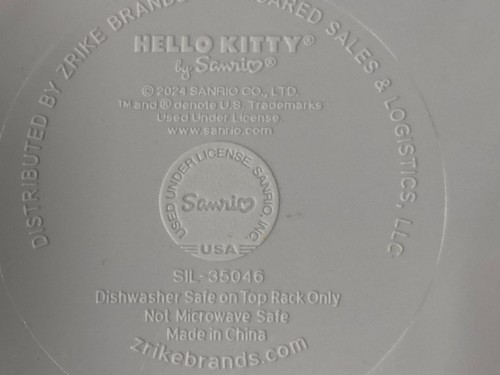 DISTRIBUTED BY ZRIKE BRANDS SALES & LOGISTICS, LLC
HELLO KITTY®
by Sanrio®
© 2024 SANRIO CO., LTD.
TM and ® denote U.S. Trademarks
Used Under License.
www.sanrio.com
USED UNDER LICENSE. SANRIO, INC.
Sanrio
USA
SIL-35046
Dishwasher Safe on Top Rack Only
Not Microwave Safe
Made in China
zrikebrands.com